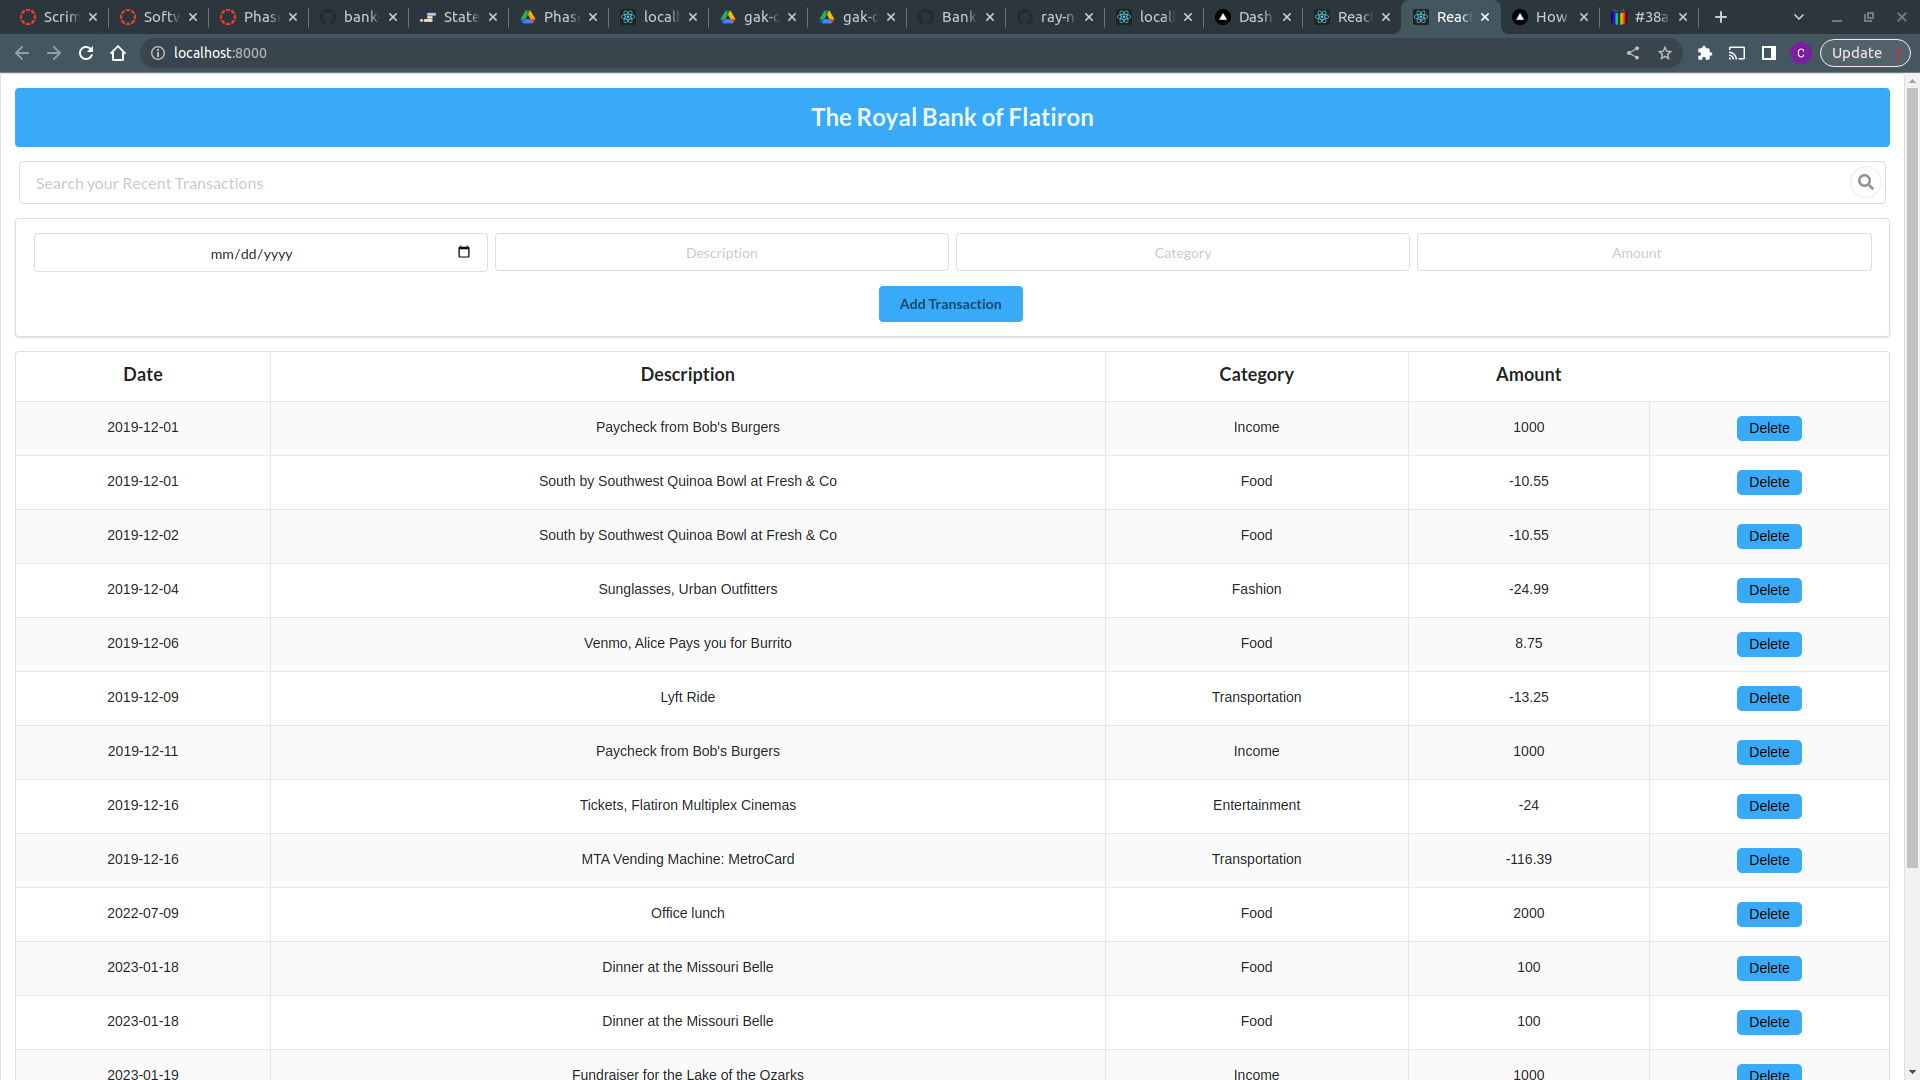 Scrim Softw Phase bank- State Phase local gak-c gak-c Bank ray-n local Dash Reac Reac How #38a
localhost:8000 C Update
The Royal Bank of Flatiron
Search your Recent Transactions
mm/dd/yyyy Description Category Amount
Add Transaction
Date Description Category Amount
2019-12-01 Paycheck from Bob's Burgers Income 1000 Delete
2019-12-01 South by Southwest Quinoa Bowl at Fresh & Co Food -10.55 Delete
2019-12-02 South by Southwest Quinoa Bowl at Fresh & Co Food -10.55 Delete
2019-12-04 Sunglasses, Urban Outfitters Fashion -24.99 Delete
2019-12-06 Venmo, Alice Pays you for Burrito Food 8.75 Delete
2019-12-09 Lyft Ride Transportation -13.25 Delete
2019-12-11 Paycheck from Bob's Burgers Income 1000 Delete
2019-12-16 Tickets, Flatiron Multiplex Cinemas Entertainment -24 Delete
2019-12-16 MTA Vending Machine: MetroCard Transportation -116.39 Delete
2022-07-09 Office lunch Food 2000 Delete
2023-01-18 Dinner at the Missouri Belle Food 100 Delete
2023-01-18 Dinner at the Missouri Belle Food 100 Delete
2023-01-19 Fundraiser for the Lake of the Ozarks Income 1000 Delete